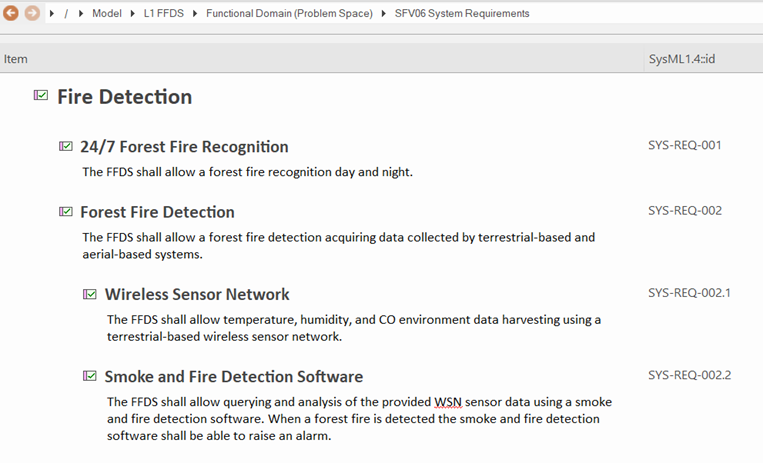 / Model L1 FFDS Functional Domain (Problem Space) SFV06 System Requirements
Item SysML1.4::id
Fire Detection
24/7 Forest Fire Recognition SYS-REQ-001
The FFDS shall allow a forest fire recognition day and night.
Forest Fire Detection SYS-REQ-002
The FFDS shall allow a forest fire detection acquiring data collected by terrestrial-based and
aerial-based systems.
Wireless Sensor Network SYS-REQ-002.1
The FFDS shall allow temperature, humidity, and CO environment data harvesting using a
terrestrial-based wireless sensor network.
Smoke and Fire Detection Software SYS-REQ-002.2
The FFDS shall allow querying and analysis of the provided WSN sensor data using a smoke
and fire detection software. When a forest fire is detected the smoke and fire detection
software shall be able to raise an alarm.